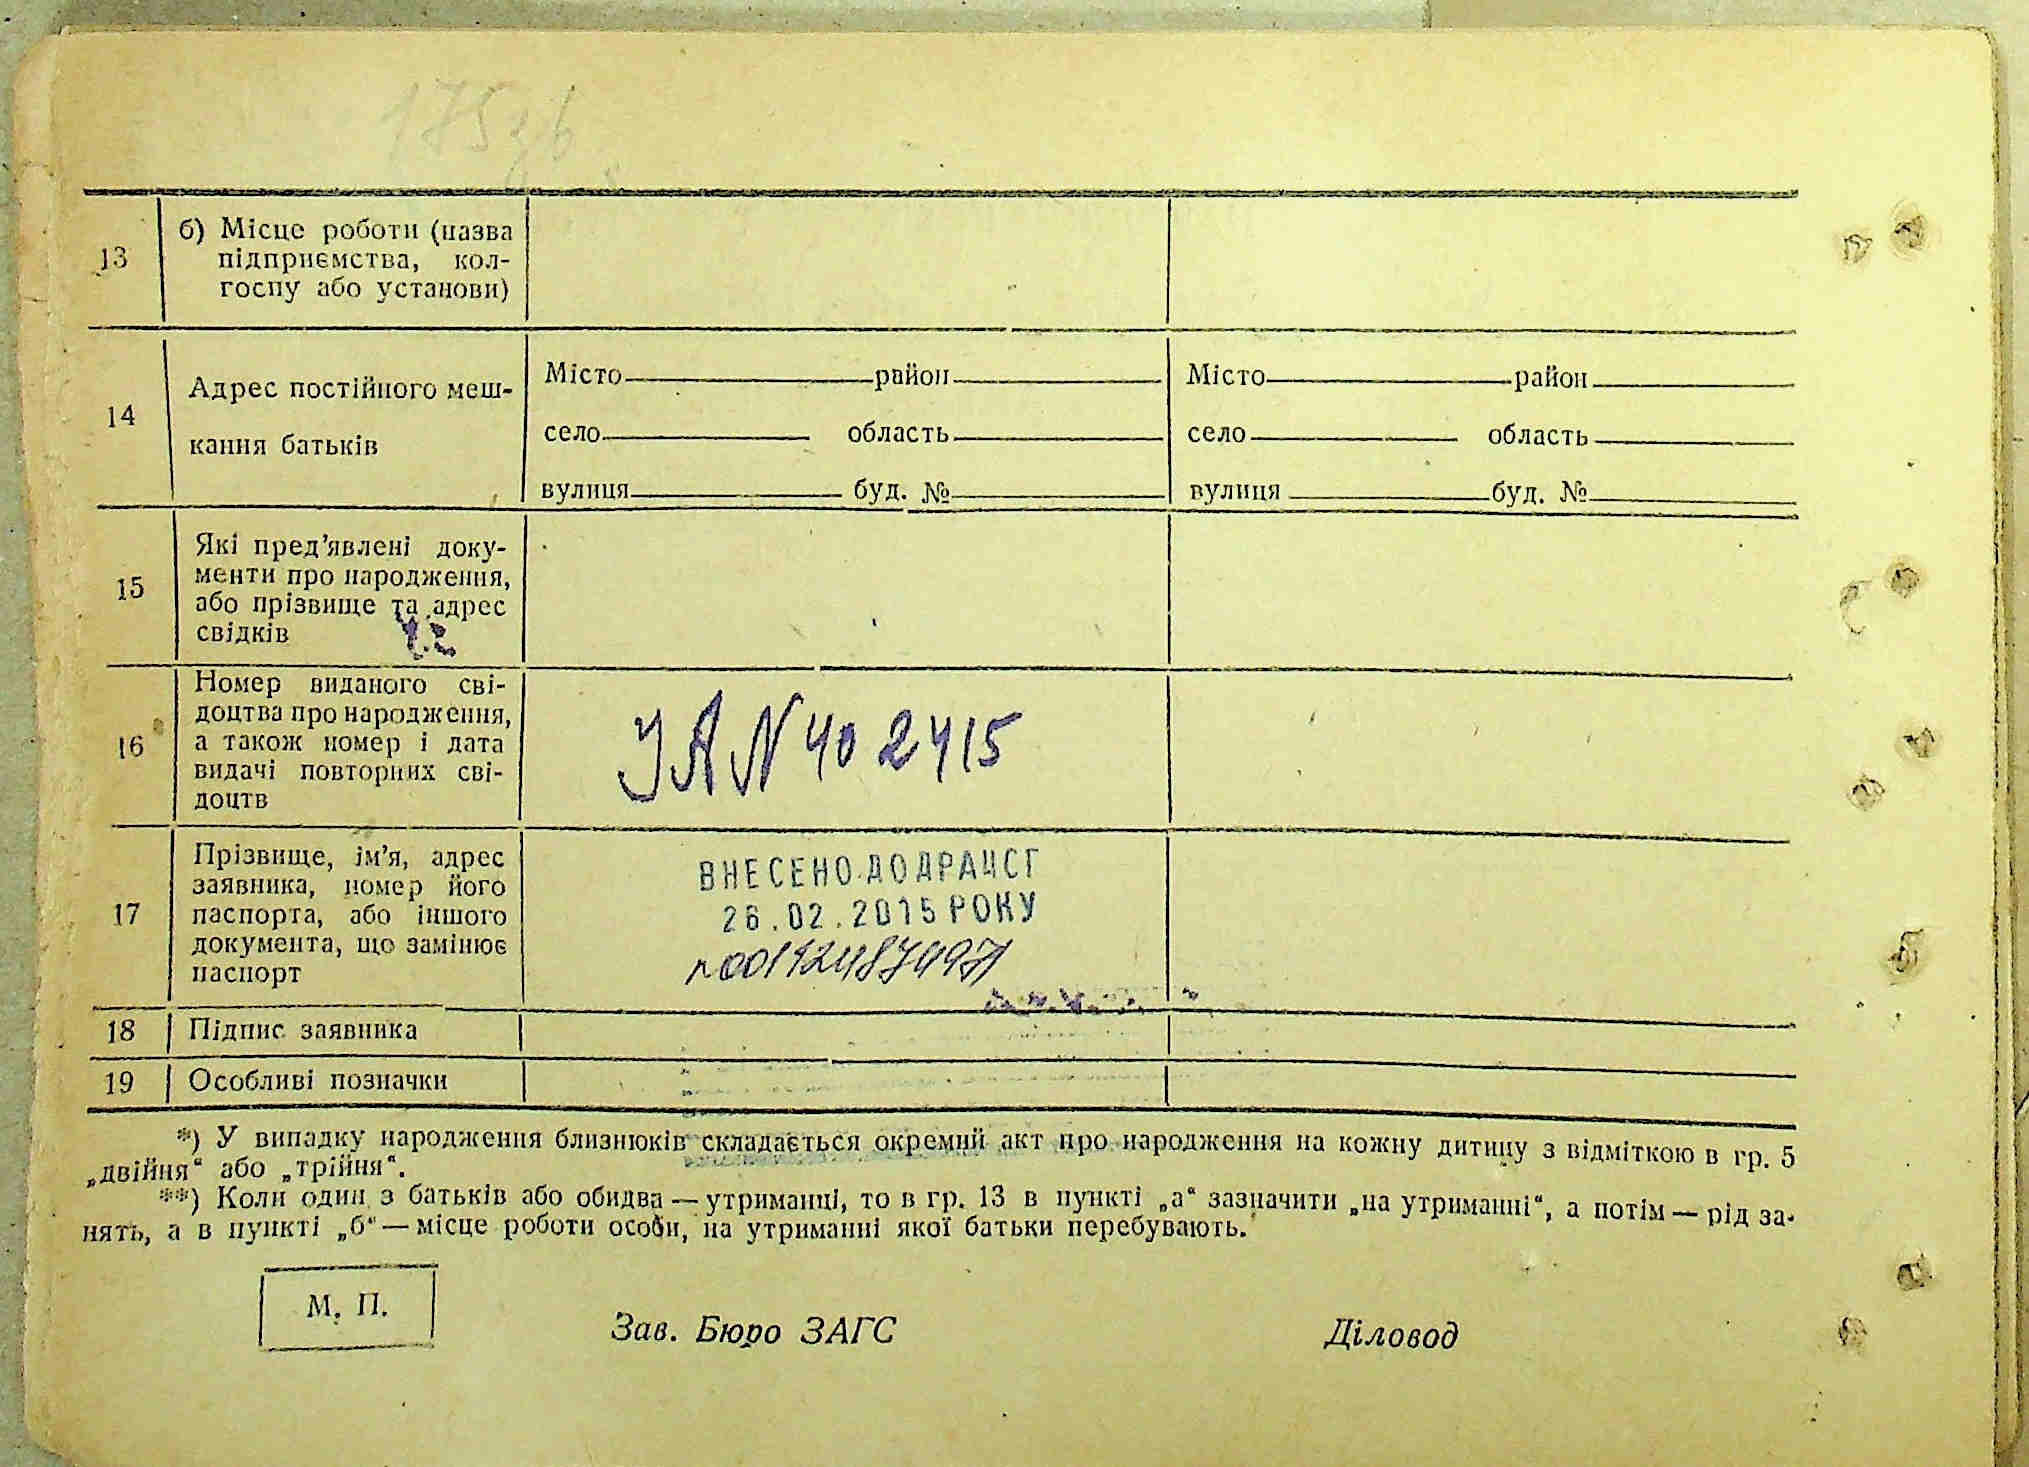 175 зв
13
б) Місце роботи (назва
підприємства, кол-
госпу або установи)
14
Адрес постійного меш-
кання батьків
Місто район
село область
вулиця буд. №
Місто район
село область
вулиця буд. №
15
Які пред’явлені доку-
менти про народження,
або прізвище та адрес
свідків
16
Номер виданого сві-
доцтва про народження,
а також номер і дата
видачі повторних сві-
доцтв
ЗА N 402415
17
Прізвище, ім’я, адрес
заявника, номер його
паспорта, або іншого
документа, що замінює
паспорт
ВНЕСЕНО ДО ДРАЦСГ
26.02.2015 РОКУ
18 Підпис заявника
19 Особливі позначки
*) У випадку народження близнюків складається окремий акт про народження на кожну дитину з відміткою в гр. 5
„двійня“ або „трійня“.
**) Коли один з батьків або обидва — утриманці, то в гр. 13 в пункті „а“ зазначити „на утриманні“, а потім — рід за-
нять, а в пункті „б“ — місце роботи особи, на утриманні якої батьки перебувають.
М. П.
Зав. Бюро ЗАГС
Діловод